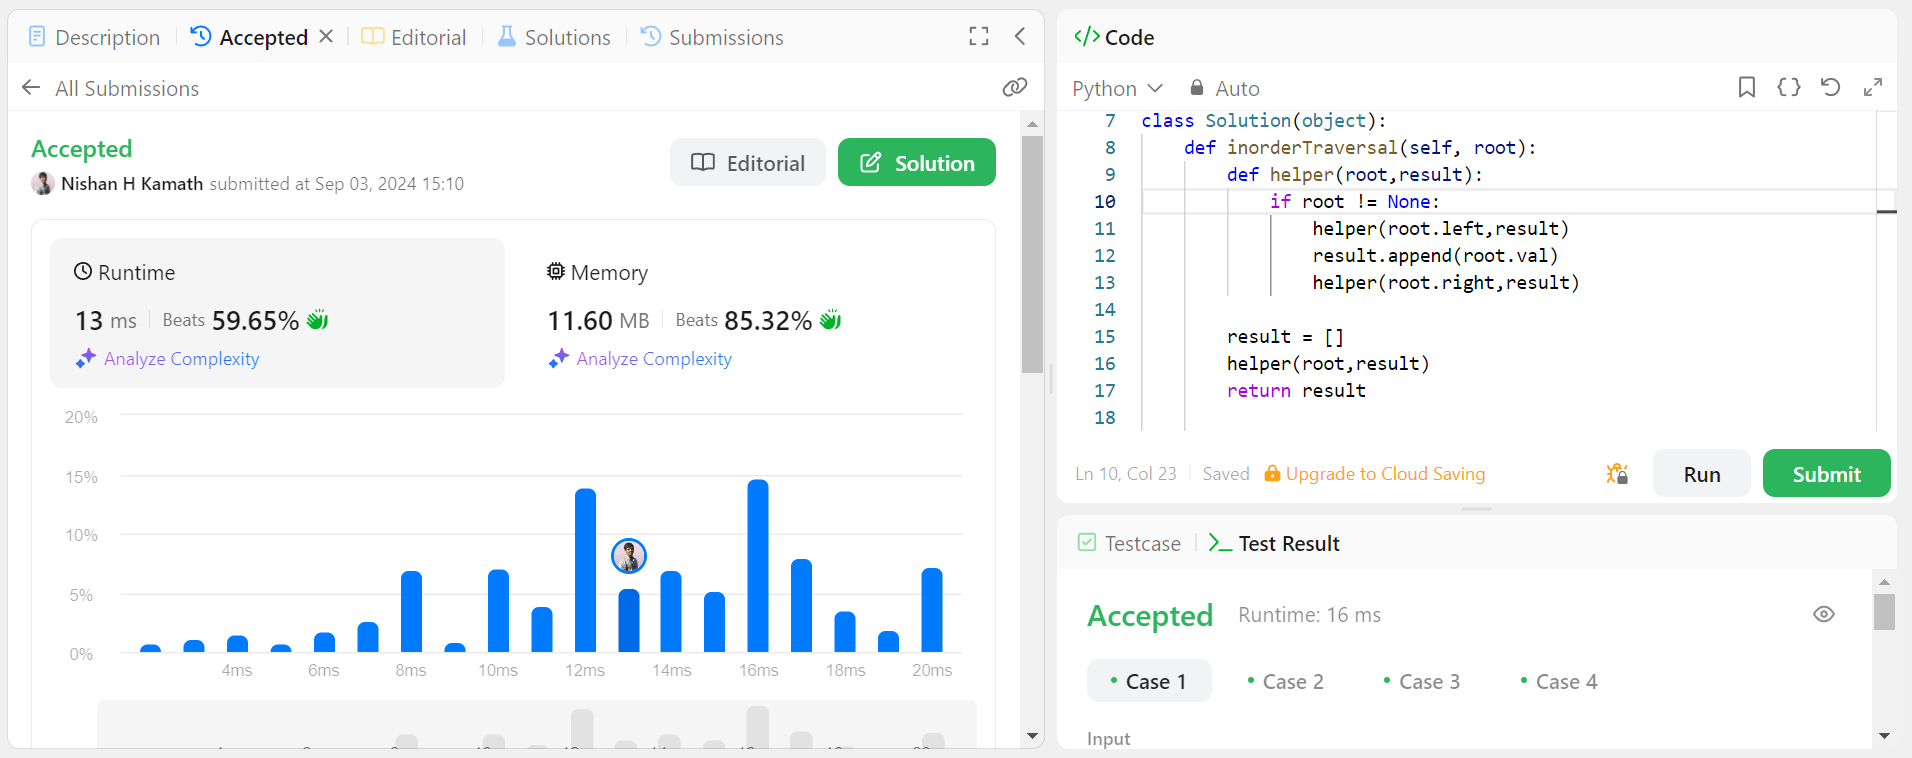 Description
Accepted
Editorial
Solutions
Submissions
All Submissions
Accepted
Nishan H Kamath submitted at Sep 03, 2024 15:10
Editorial
Solution
Runtime
13 ms
Beats 59.65%
Analyze Complexity
Memory
11.60 MB
Beats 85.32%
Analyze Complexity
20%
15%
10%
5%
0%
4ms 6ms 8ms 10ms 12ms 14ms 16ms 18ms 20ms
</> Code
Python
Auto
7 class Solution(object):
8 def inorderTraversal(self, root):
9 def helper(root,result):
10 if root != None:
11 helper(root.left,result)
12 result.append(root.val)
13 helper(root.right,result)
14
15 result = []
16 helper(root,result)
17 return result
18
Ln 10, Col 23
Saved
Upgrade to Cloud Saving
Run
Submit
Testcase
Test Result
Accepted
Runtime: 16 ms
Case 1
Case 2
Case 3
Case 4
Input